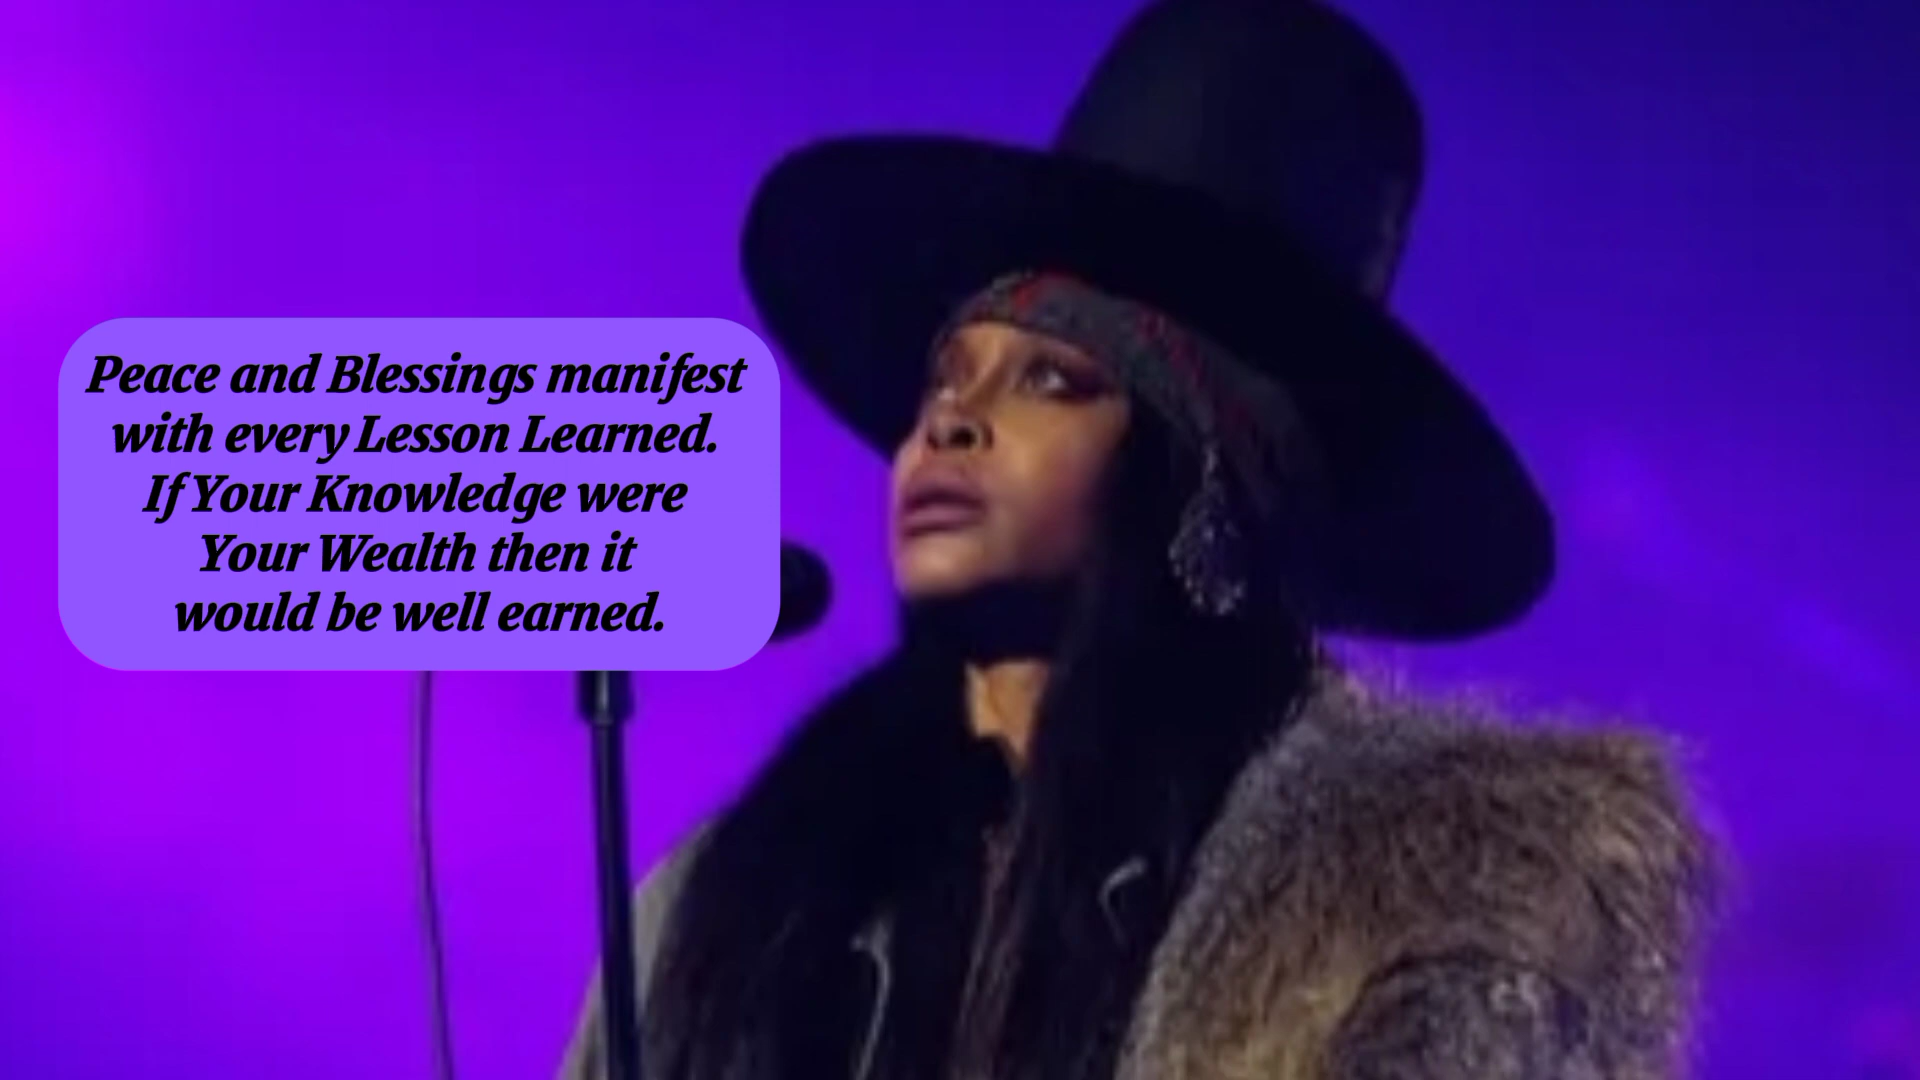 Peace and Blessings manifest
with every Lesson Learned.
If Your Knowledge were
Your Wealth then it
would be well earned.